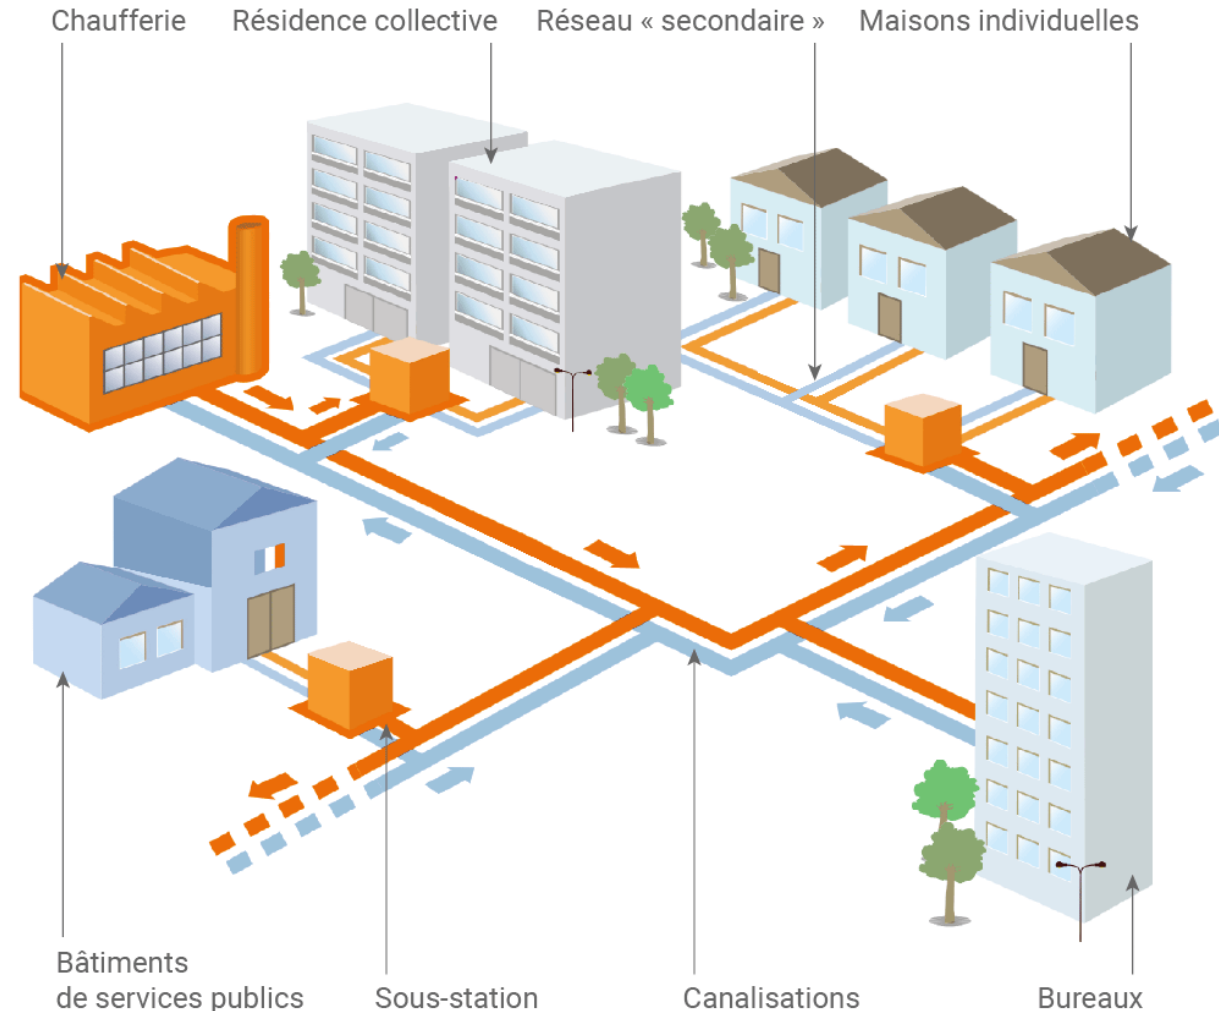 Chaufferie
Résidence collective
Réseau « secondaire »
Maisons individuelles
Bâtiments
de services publics
Sous-station
Canalisations
Bureaux